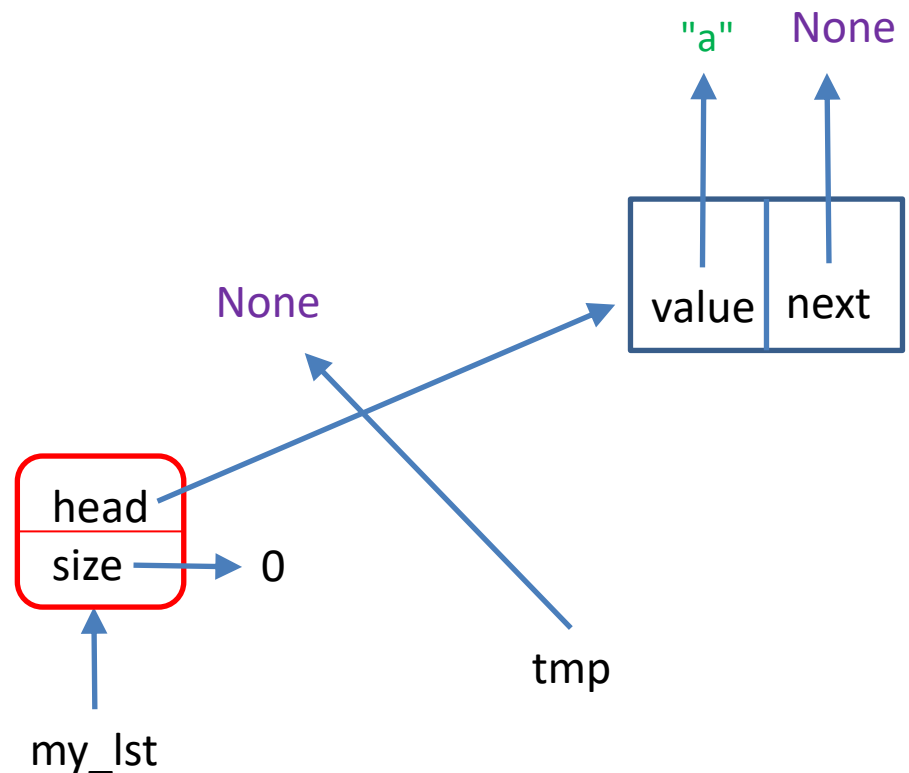 "a" None
value next
None
head
size 0
tmp
my_lst